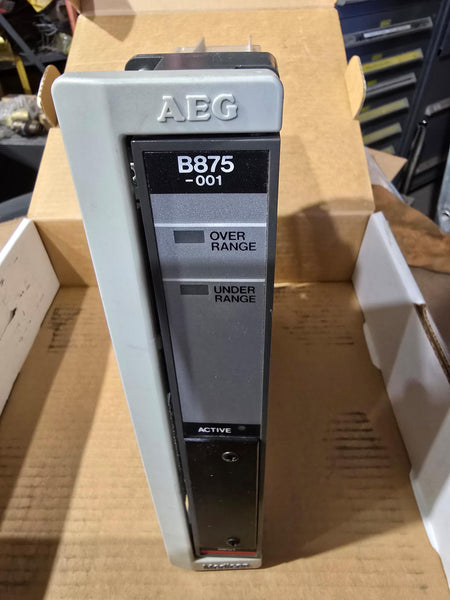 AEG
B875
-001
OVER
RANGE
UNDER
RANGE
ACTIVE